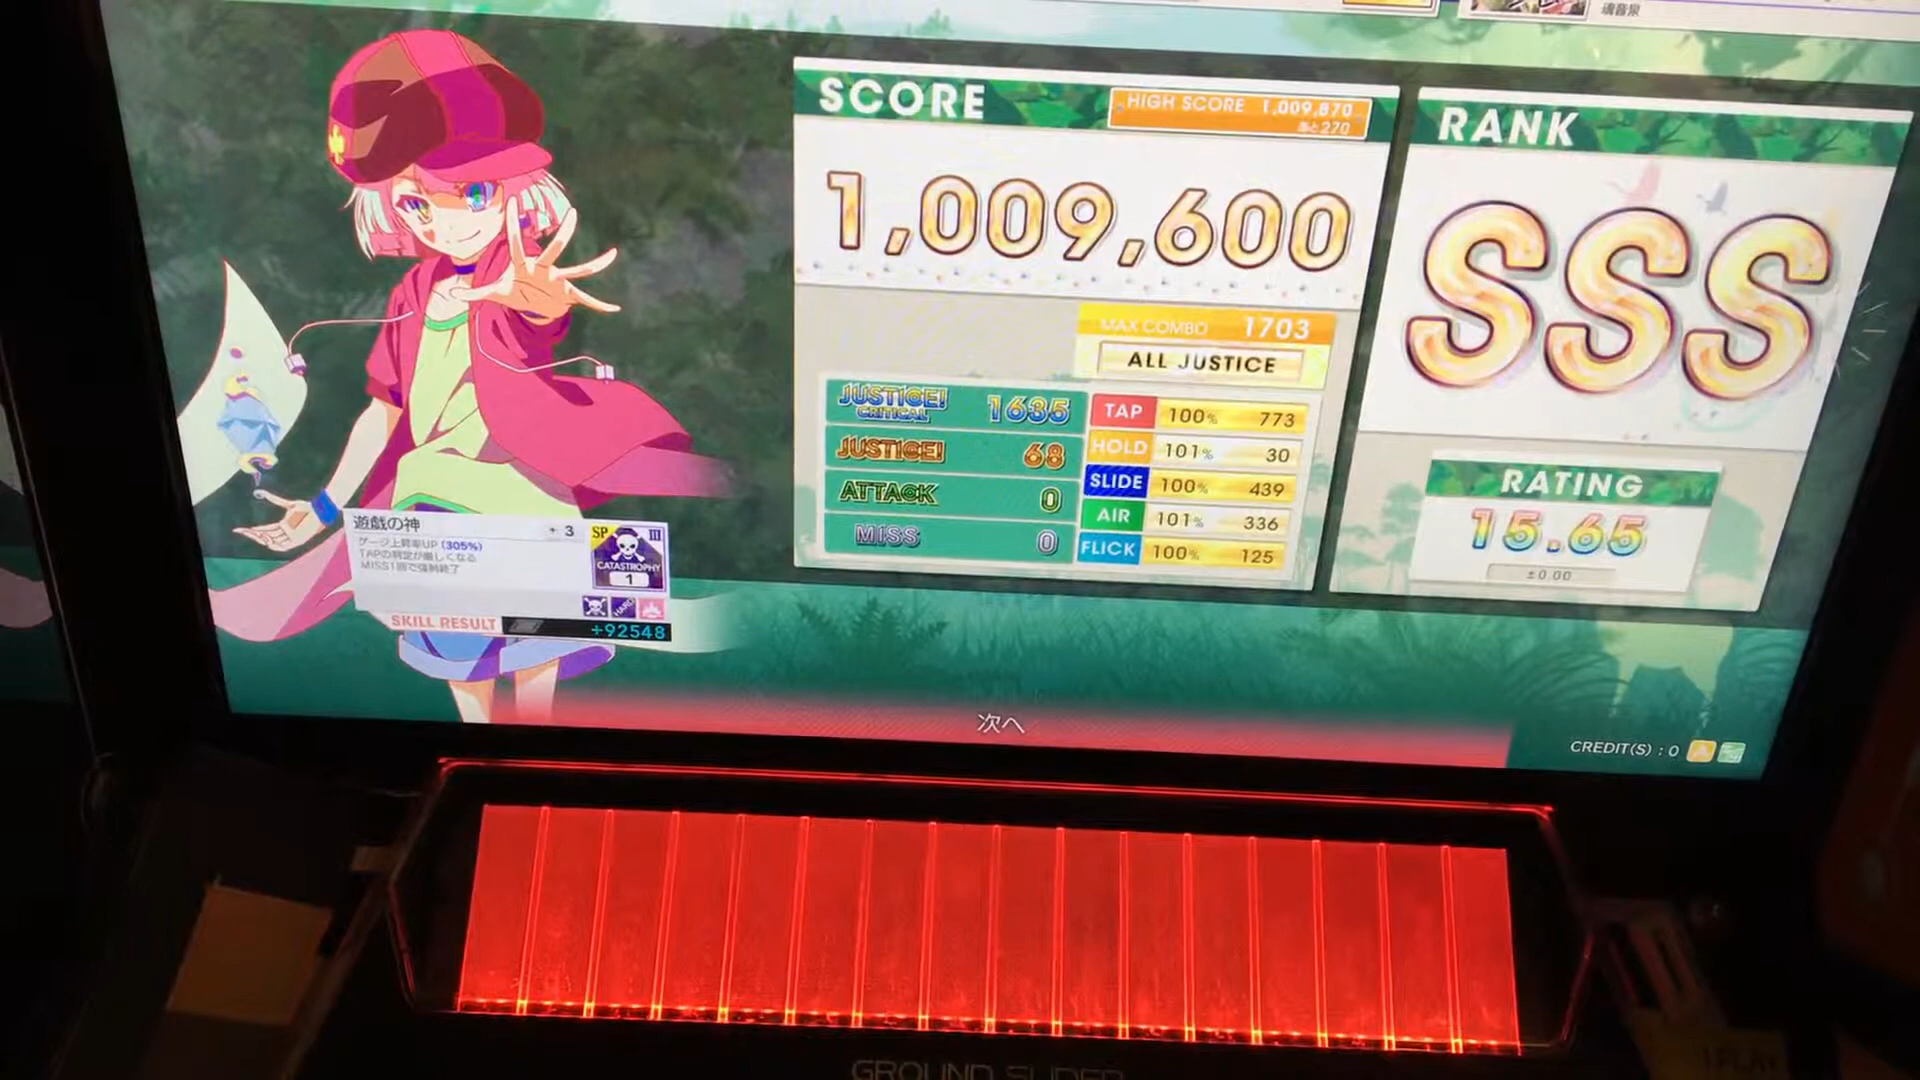 魂音泉
SCORE
HIGH SCORE 1,009,870
あと270
1,009,600
RANK
SSS
MAX COMBO 1703
ALL JUSTICE
JUSTICE! CRITICAL 1635
JUSTICE! 68
ATTACK 0
MISS 0
TAP 100% 773
HOLD 101% 30
SLIDE 100% 439
AIR 101% 336
FLICK 100% 125
RATING
15.65
±0.00
遊戯の神 +3
ゲージ上昇率UP (305%)
TAPの判定が厳しくなる
MISS1回で強制終了
SP III
CATASTROPHY
1
HARD
SKILL RESULT +92548
次へ
CREDIT(S) : 0
GROUND SLIDER